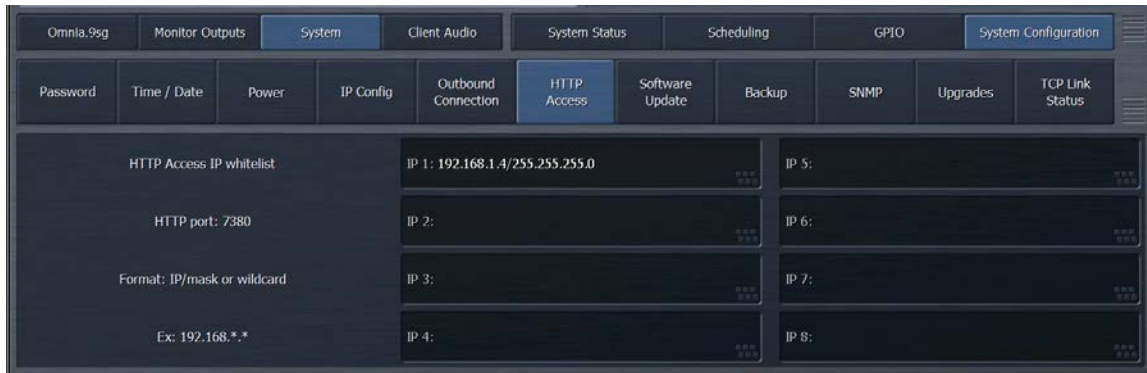 Omnia.9sg Monitor Outputs System Client Audio System Status Scheduling GPIO System Configuration
Password Time / Date Power IP Config Outbound Connection HTTP Access Software Update Backup SNMP Upgrades TCP Link Status
HTTP Access IP whitelist IP 1: 192.168.1.4/255.255.255.0 IP 5:
HTTP port: 7380 IP 2: IP 6:
Format: IP/mask or wildcard IP 3: IP 7:
Ex: 192.168.*.* IP 4: IP 8: